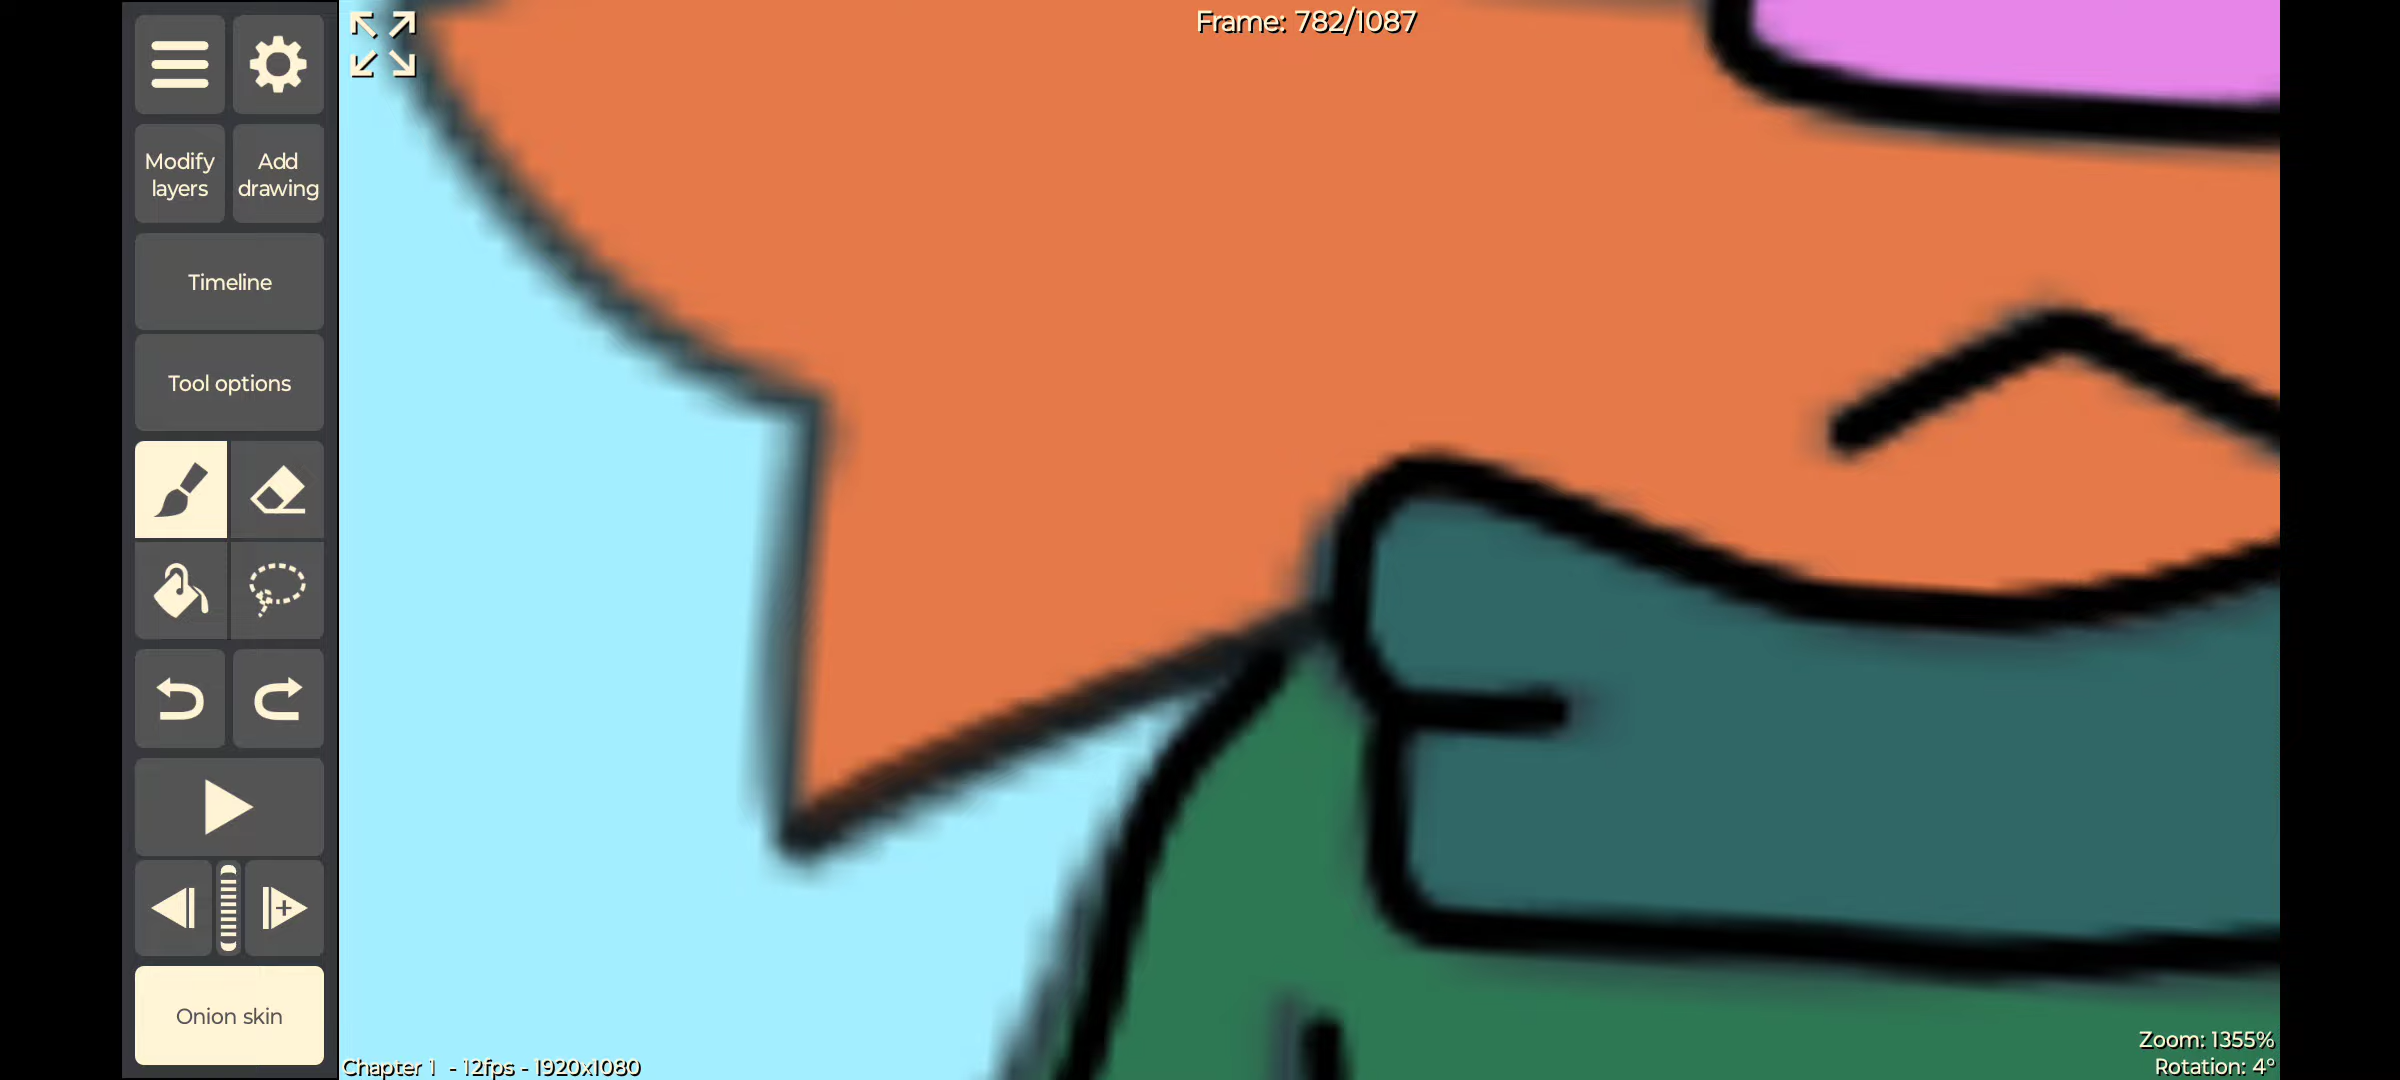 Frame: 782/1087
Modify
layers
Add
drawing
Timeline
Tool options
Onion skin
Chapter 1 - 12fps - 1920x1080
Zoom: 1355%
Rotation: 4°